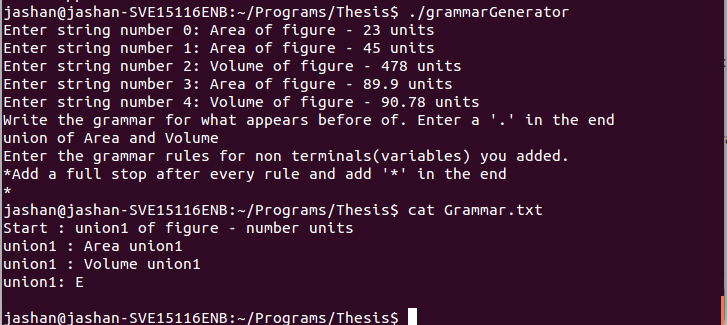 jashan@jashan-SVE15116ENB:~/Programs/Thesis$ ./grammarGenerator
Enter string number 0: Area of figure - 23 units
Enter string number 1: Area of figure - 45 units
Enter string number 2: Volume of figure - 478 units
Enter string number 3: Area of figure - 89.9 units
Enter string number 4: Volume of figure - 90.78 units
Write the grammar for what appears before of. Enter a '.' in the end
union of Area and Volume
Enter the grammar rules for non terminals(variables) you added.
*Add a full stop after every rule and add '*' in the end
*
jashan@jashan-SVE15116ENB:~/Programs/Thesis$ cat Grammar.txt
Start : union1 of figure - number units
union1 : Area union1
union1 : Volume union1
union1: E
jashan@jashan-SVE15116ENB:~/Programs/Thesis$